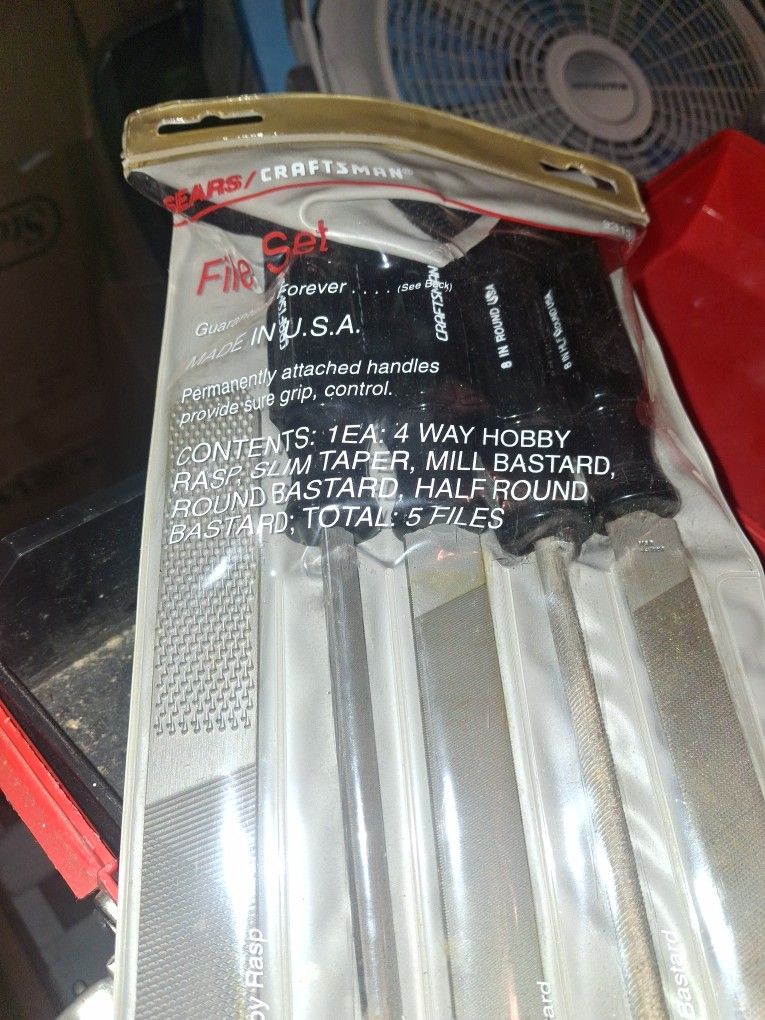 SEARS/CRAFTSMAN®
File Set
Forever . . . . (See Back)
MADE IN U.S.A.
Permanently attached handles
provide sure grip, control.
CONTENTS: 1EA: 4 WAY HOBBY
RASP, SLIM TAPER, MILL BASTARD,
ROUND BASTARD, HALF ROUND
BASTARD; TOTAL: 5 FILES
CRAFTSMAN
8 IN ROUND USA
Rasp
Bastard